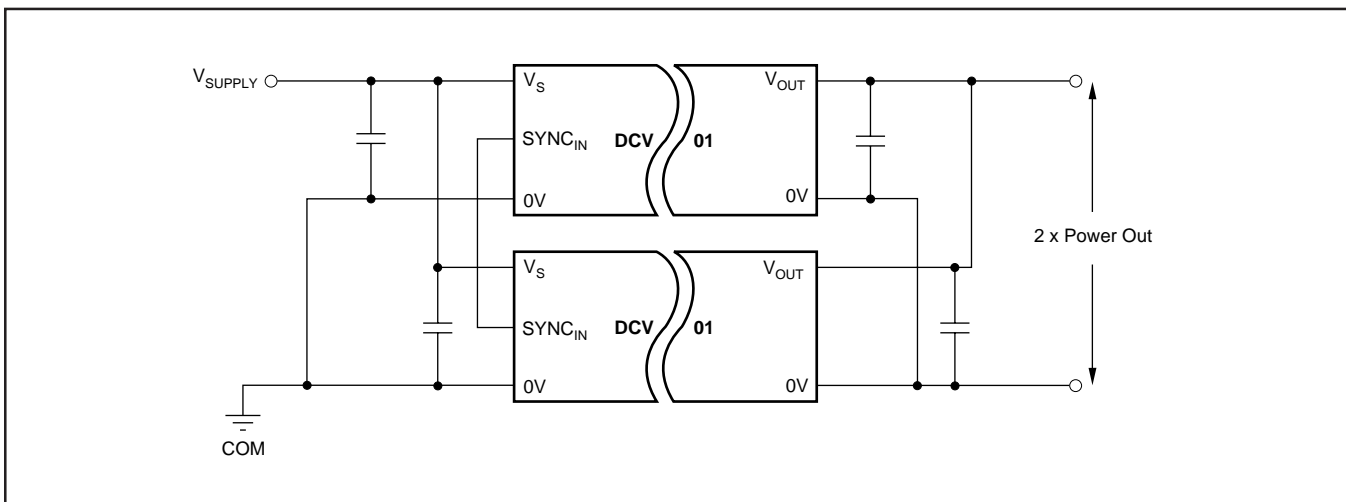 V_SUPPLY
V_S
V_OUT
SYNC_IN
DCV
01
0V
0V
2 x Power Out
V_S
V_OUT
SYNC_IN
DCV
01
0V
0V
COM